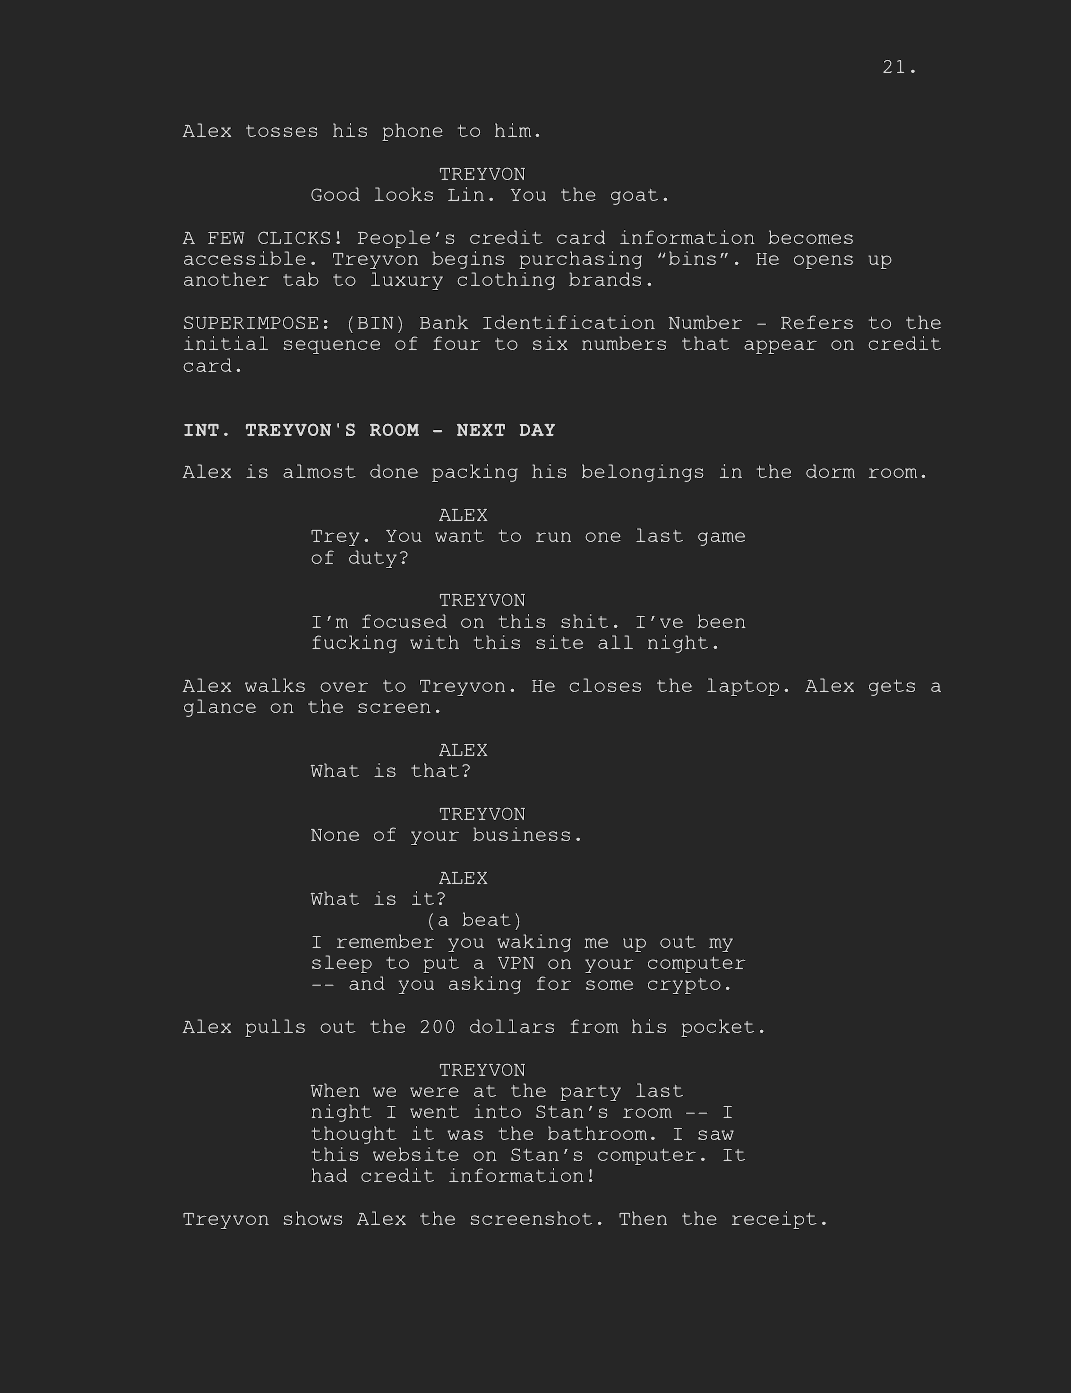 21.
Alex tosses his phone to him.
TREYVON
Good looks Lin. You the goat.
A FEW CLICKS! People’s credit card information becomes
accessible. Treyvon begins purchasing “bins”. He opens up
another tab to luxury clothing brands.
SUPERIMPOSE: (BIN) Bank Identification Number - Refers to the
initial sequence of four to six numbers that appear on credit
card.
INT. TREYVON'S ROOM - NEXT DAY
Alex is almost done packing his belongings in the dorm room.
ALEX
Trey. You want to run one last game
of duty?
TREYVON
I’m focused on this shit. I’ve been
fucking with this site all night.
Alex walks over to Treyvon. He closes the laptop. Alex gets a
glance on the screen.
ALEX
What is that?
TREYVON
None of your business.
ALEX
What is it?
(a beat)
I remember you waking me up out my
sleep to put a VPN on your computer
-- and you asking for some crypto.
Alex pulls out the 200 dollars from his pocket.
TREYVON
When we were at the party last
night I went into Stan’s room -- I
thought it was the bathroom. I saw
this website on Stan’s computer. It
had credit information!
Treyvon shows Alex the screenshot. Then the receipt.